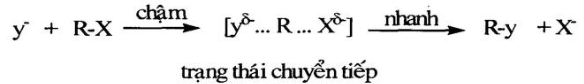 y⁻ + R-X chậm [y^δ-... R ... X^δ-] nhanh R-y + X⁻
trạng thái chuyển tiếp